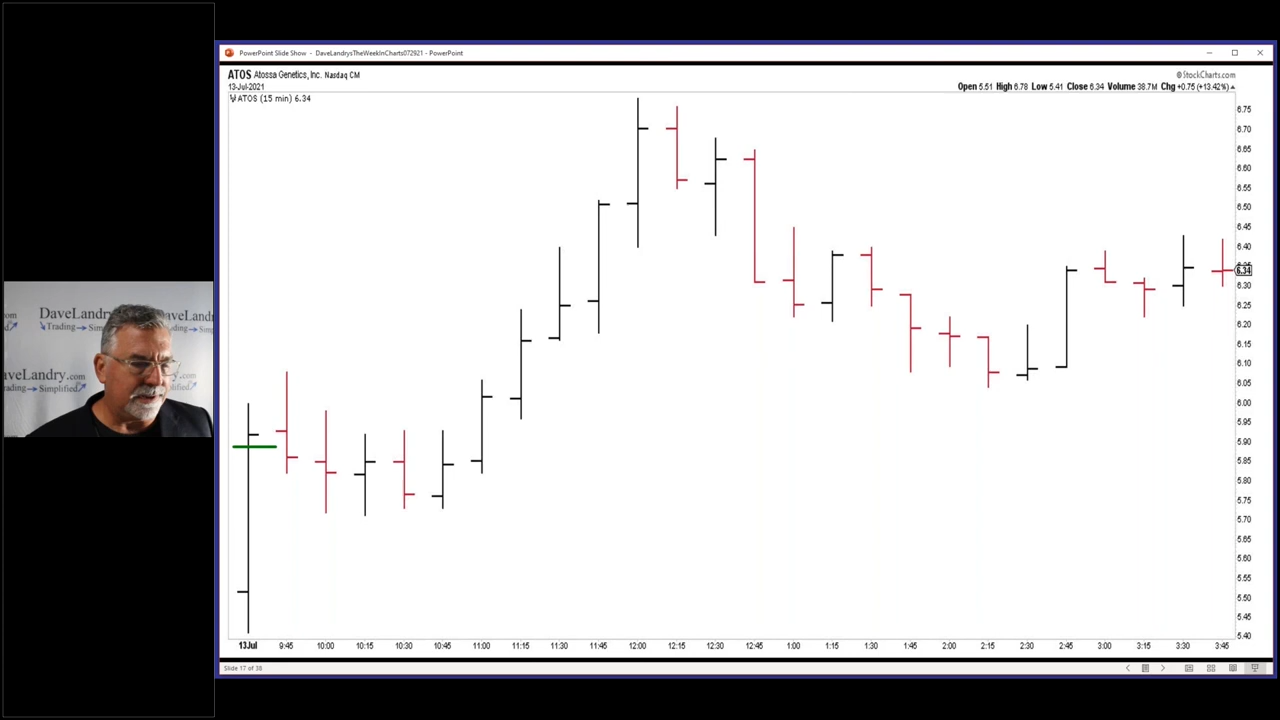 PowerPoint Slide Show - DaveLandrysTheWeekInCharts072921 - PowerPoint
ATOS Atossa Genetics, Inc. Nasdaq CM
© StockCharts.com
13-Jul-2021
Open 5.51 High 6.78 Low 5.41 Close 6.34 Volume 38.7M Chg +0.75 (+13.42%)
ATOS (15 min) 6.34
6.75
6.70
6.65
6.60
6.55
6.50
6.45
6.40
6.34
6.30
6.25
6.20
6.15
6.10
6.05
6.00
5.95
5.90
5.85
5.80
5.75
5.70
5.65
5.60
5.55
5.50
5.45
5.40
13Jul 9:45 10:00 10:15 10:30 10:45 11:00 11:15 11:30 11:45 12:00 12:15 12:30 12:45 1:00 1:15 1:30 1:45 2:00 2:15 2:30 2:45 3:00 3:15 3:30 3:45
Slide 17 of 38
DaveLandry.com
Trading Simplified